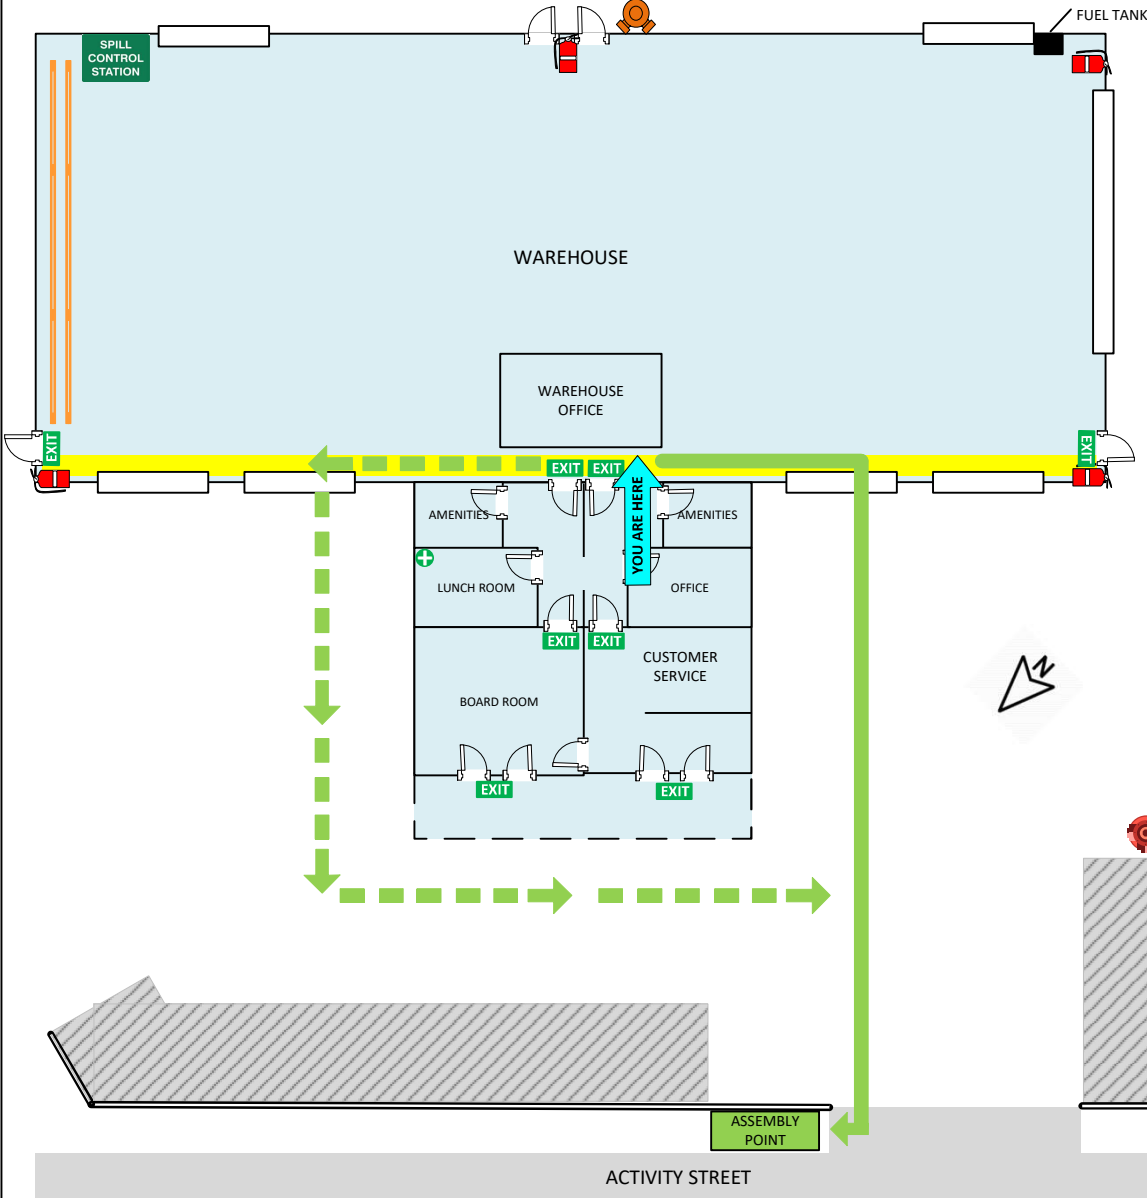 FUEL TANK
SPILL
CONTROL
STATION
WAREHOUSE
WAREHOUSE
OFFICE
EXIT
EXIT
EXIT
EXIT
YOU ARE HERE
AMENITIES
AMENITIES
LUNCH ROOM
OFFICE
EXIT
EXIT
CUSTOMER
SERVICE
N
BOARD ROOM
EXIT
EXIT
ASSEMBLY
POINT
ACTIVITY STREET